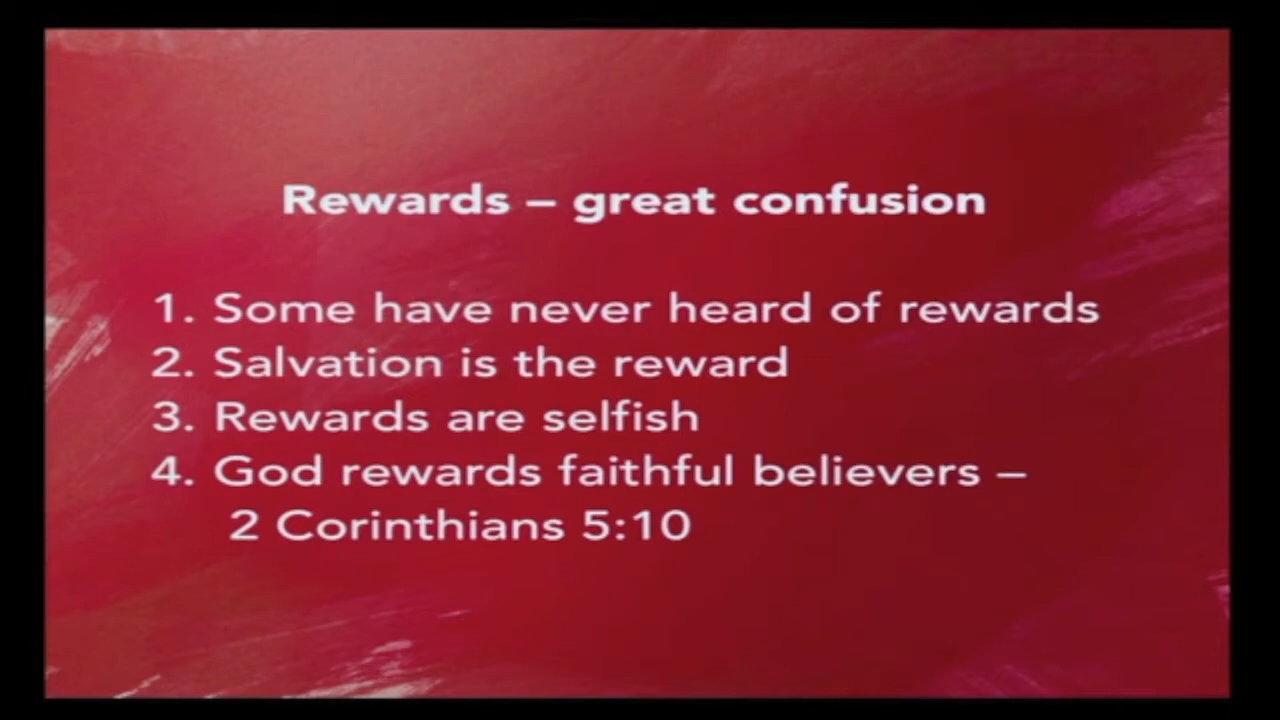 Rewards – great confusion
1. Some have never heard of rewards
2. Salvation is the reward
3. Rewards are selfish
4. God rewards faithful believers –
2 Corinthians 5:10